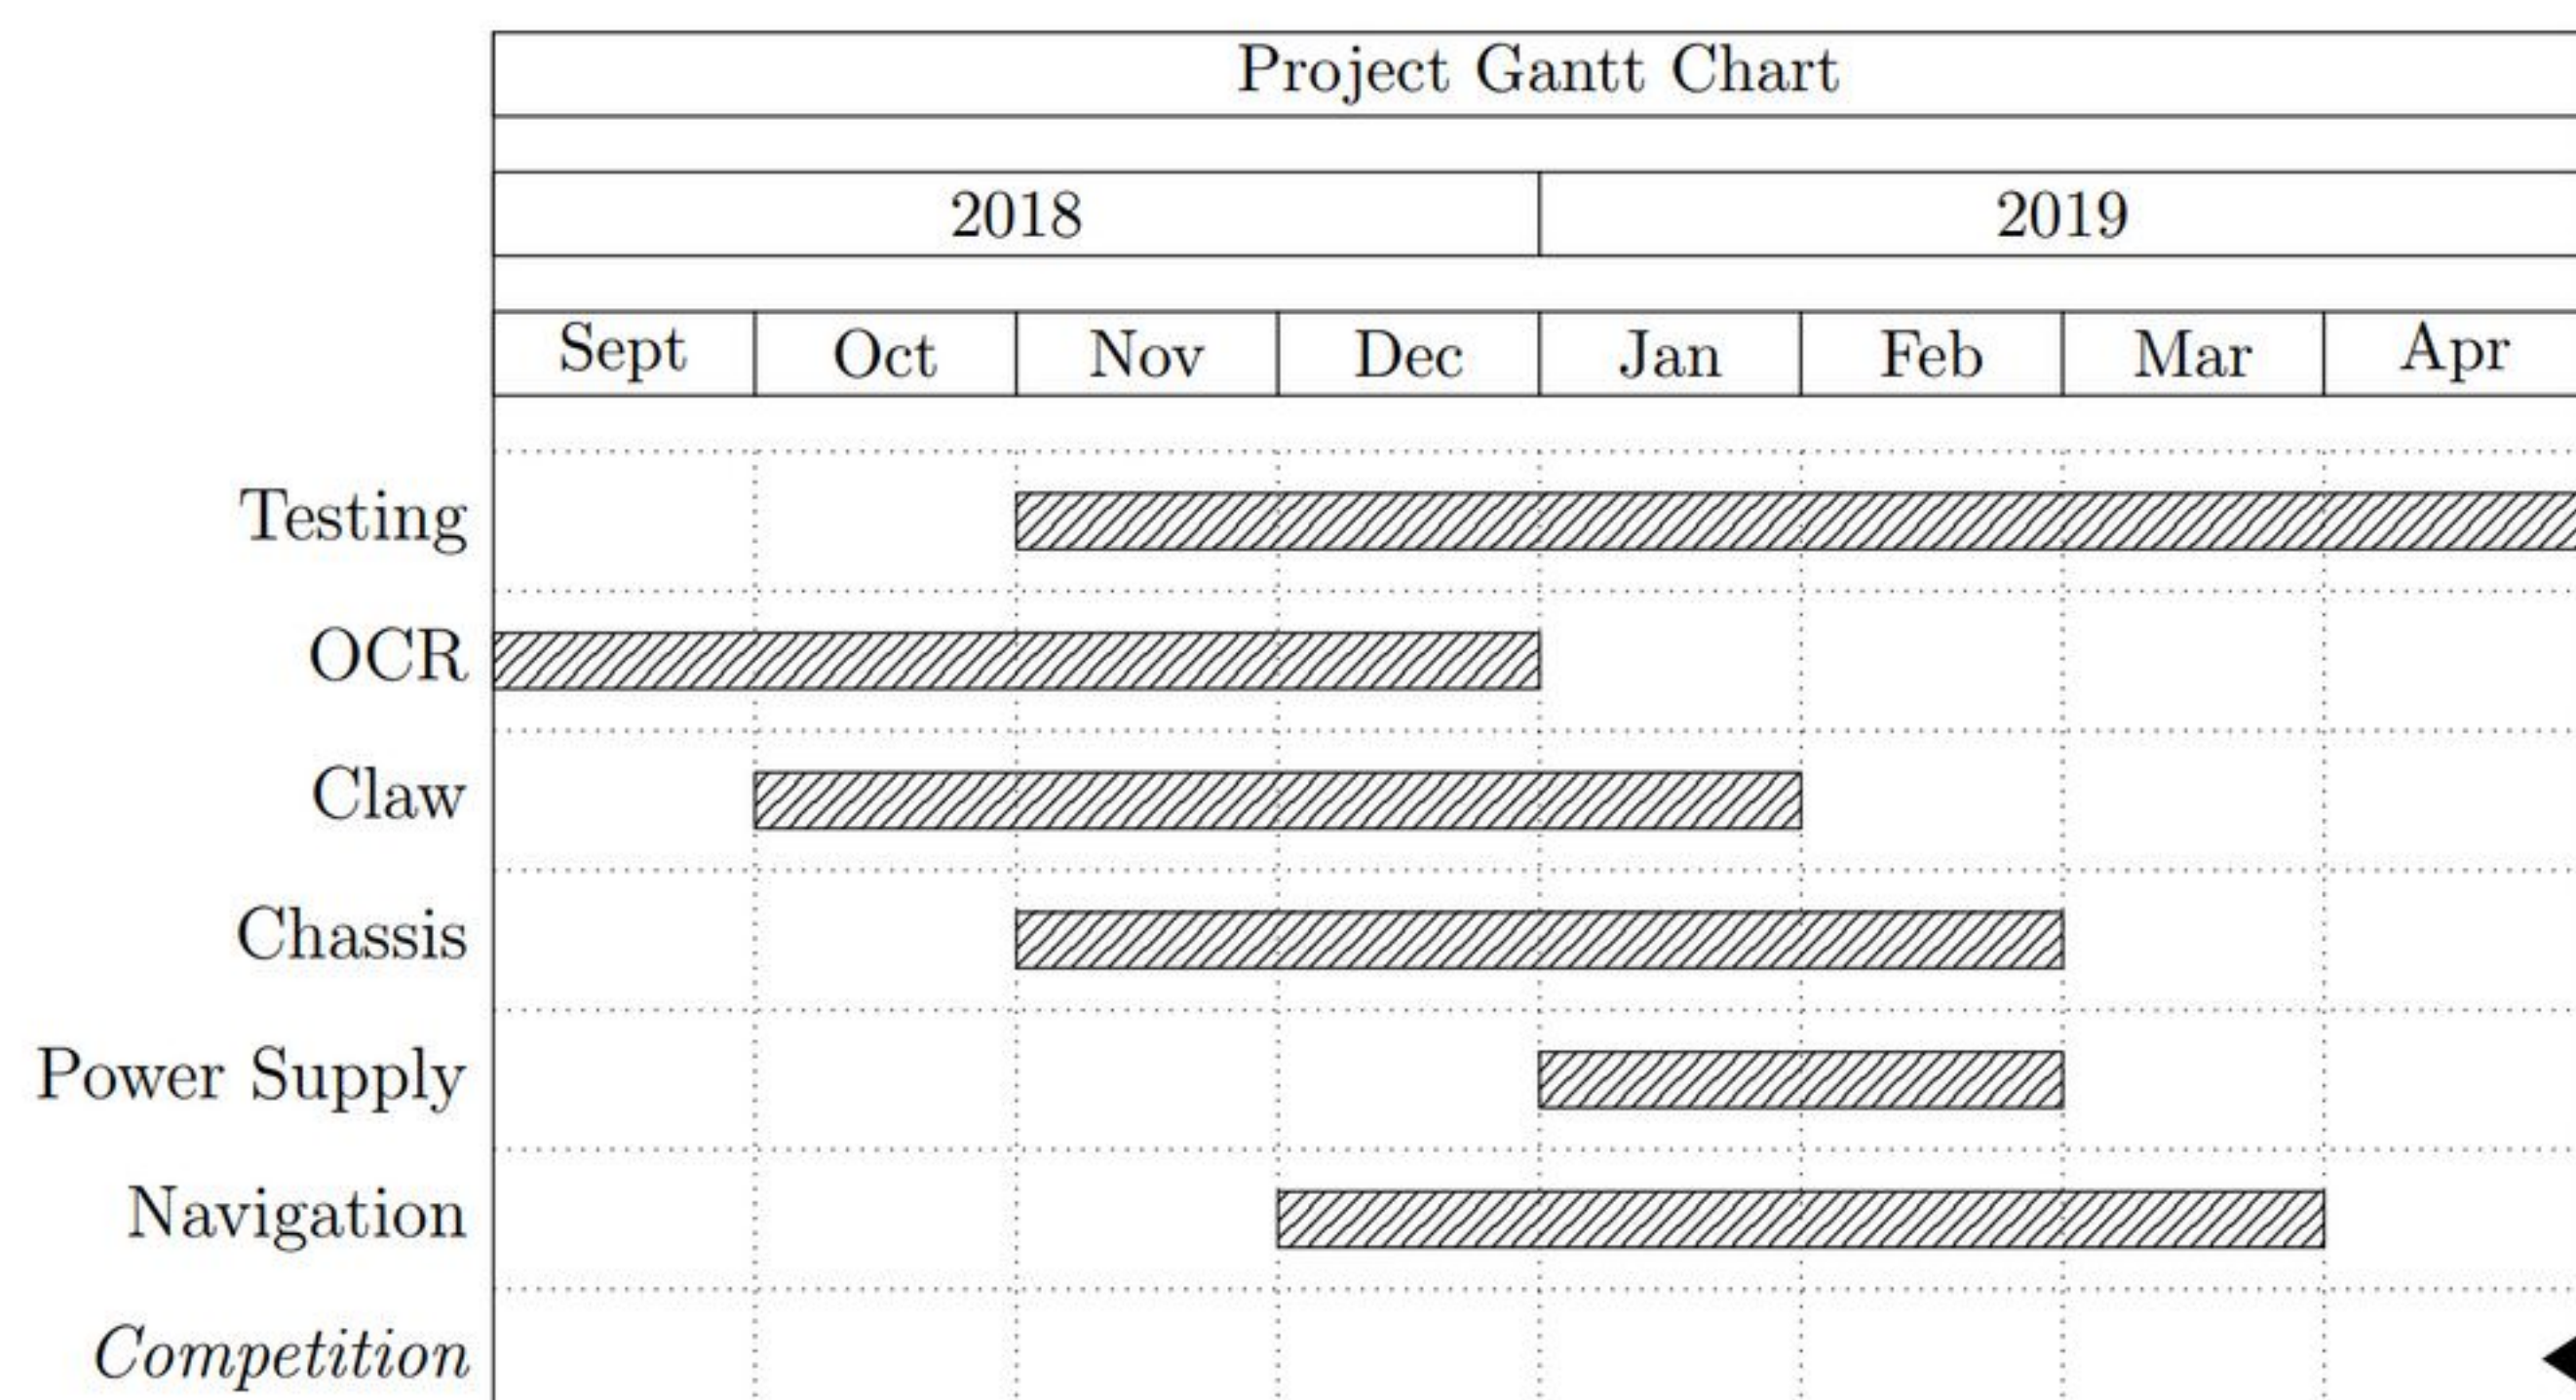 Project Gantt Chart
2018 2019
Sept Oct Nov Dec Jan Feb Mar Apr
Testing
OCR
Claw
Chassis
Power Supply
Navigation
Competition